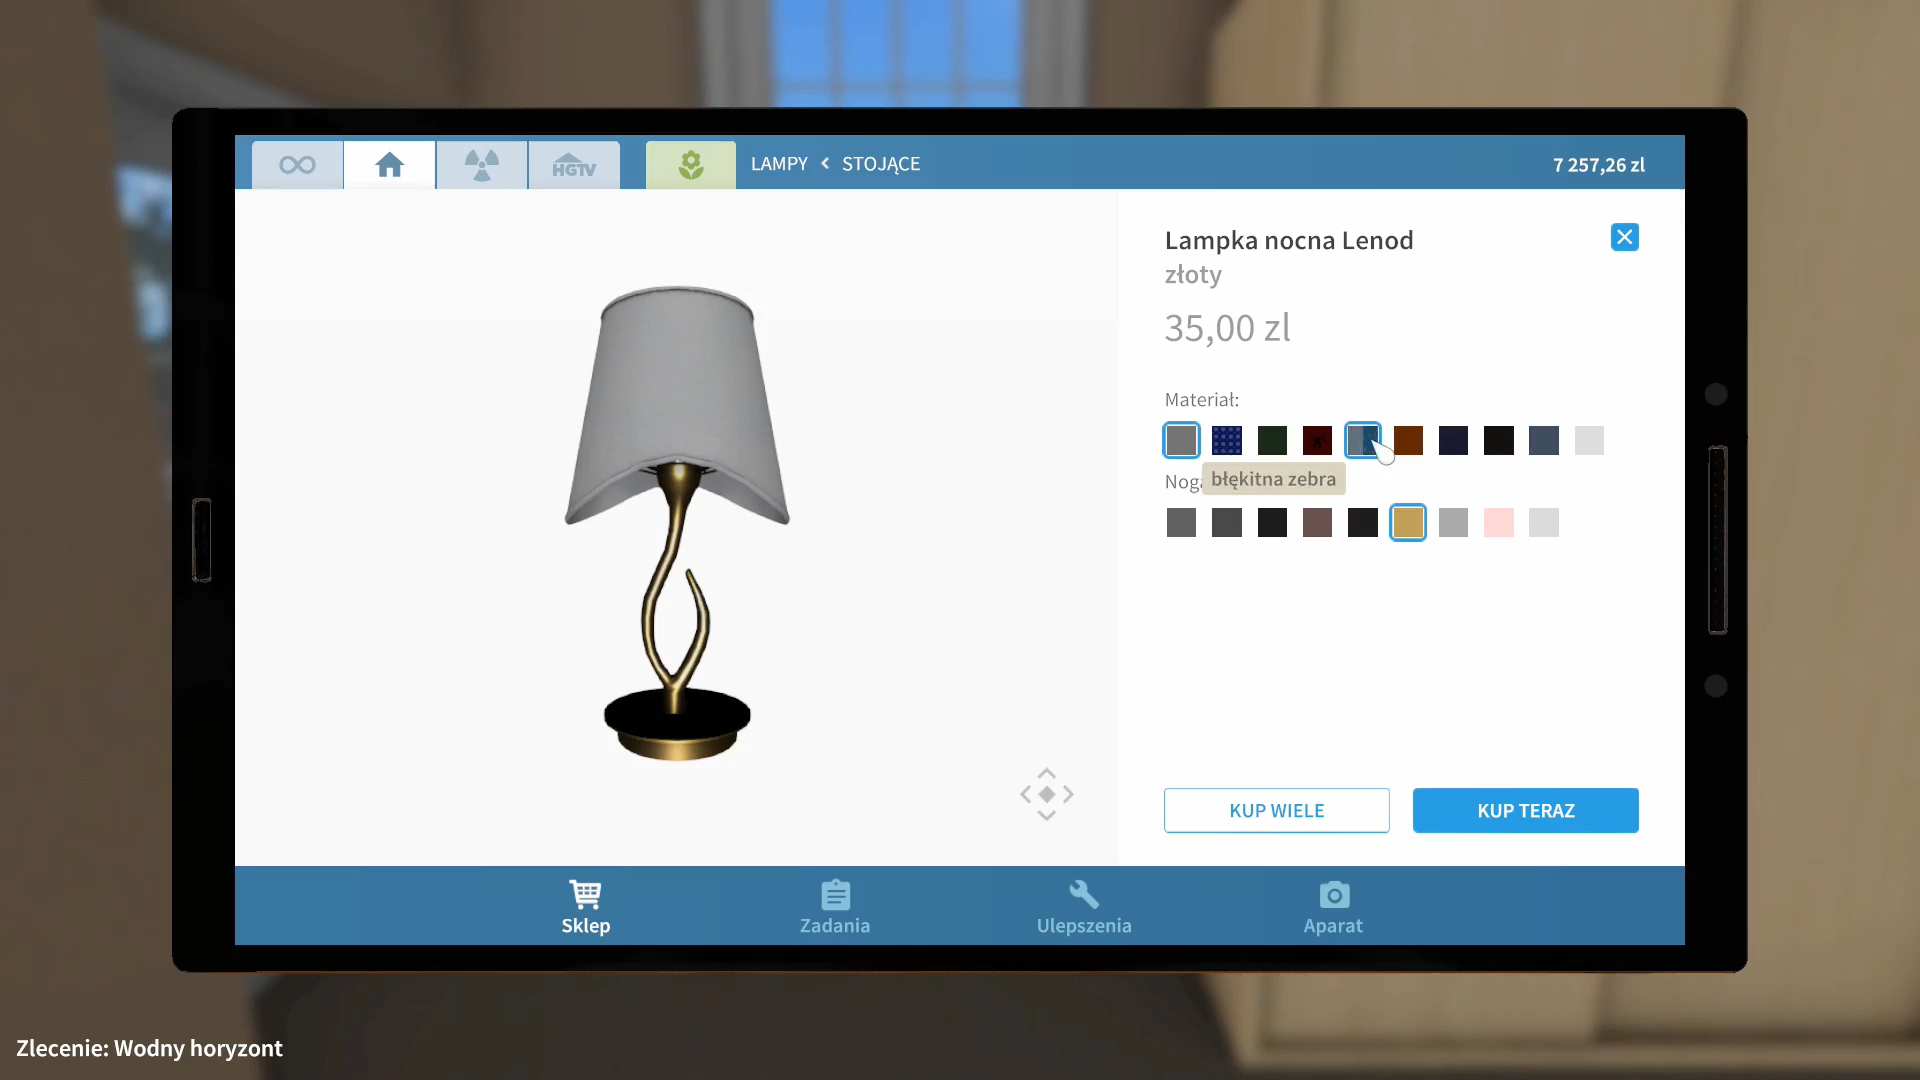 HGTV
LAMPY < STOJĄCE
7 257,26 zl
Lampka nocna Lenod
złoty
35,00 zl
Materiał:
błękitna zebra
KUP WIELE
KUP TERAZ
Sklep
Zadania
Ulepszenia
Aparat
Zlecenie: Wodny horyzont